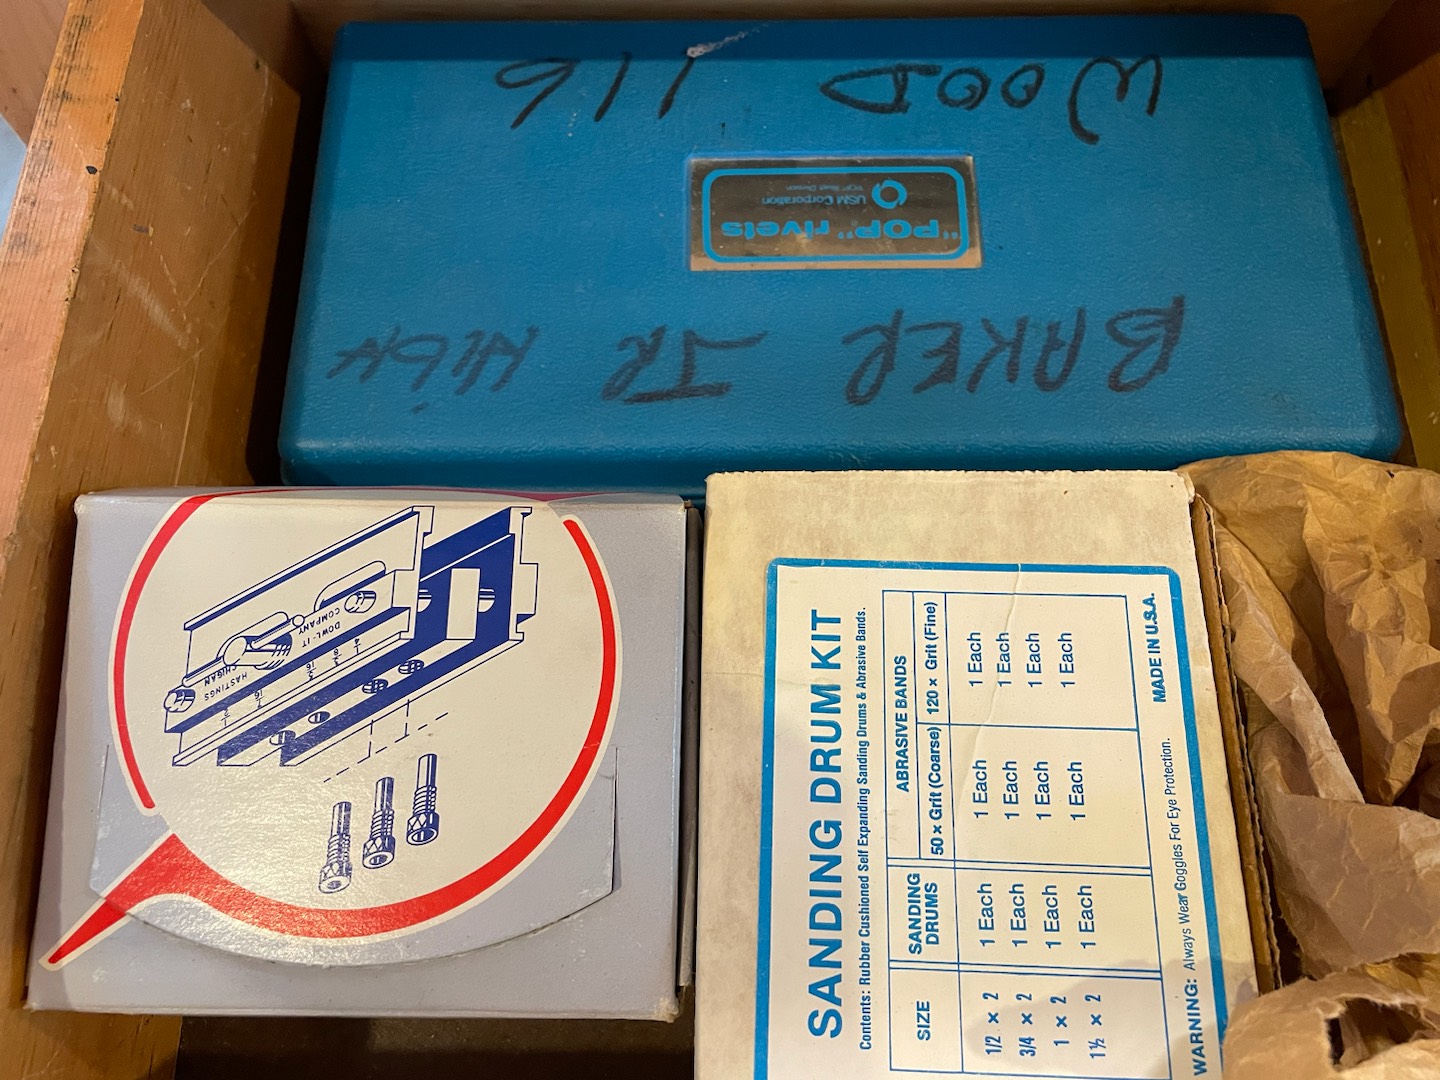 BAKER JR HIGH
"POP" rivets
USM Corporation
WOOD 116
DOWL-IT
COMPANY
HASTINGS
SANDING DRUM KIT
Contents: Rubber Cushioned Self Expanding Sanding Drums & Abrasive Bands.
SIZE SANDING DRUMS ABRASIVE BANDS
50 x Grit (Coarse) 120 x Grit (Fine)
1/2 x 2 1 Each 1 Each 1 Each
3/4 x 2 1 Each 1 Each 1 Each
1 x 2 1 Each 1 Each 1 Each
1½ x 2 1 Each 1 Each 1 Each
MADE IN U.S.A.
WARNING: Always Wear Goggles For Eye Protection.